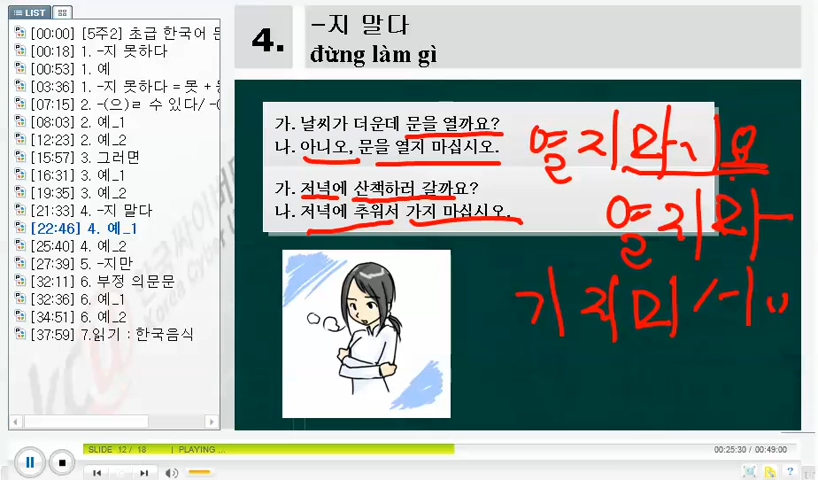 LIST
[00:00] [5주2] 초급 한국어 문
[00:18] 1. -지 못하다
[00:53] 1. 예
[03:36] 1. -지 못하다 = 못 + 동
[07:15] 2. -(으)ㄹ 수 있다/ -(
[08:03] 2. 예_1
[12:23] 2. 예_2
[15:57] 3. 그러면
[16:31] 3. 예_1
[19:35] 3. 예_2
[21:33] 4. -지 말다
[22:46] 4. 예_1
[25:40] 4. 예_2
[27:39] 5. -지만
[32:11] 6. 부정 의문문
[32:36] 6. 예_1
[34:51] 6. 예_2
[37:59] 7.읽기 : 한국음식
4.
-지 말다
đừng làm gì
가. 날씨가 더운데 문을 열까요?
나. 아니오, 문을 열지 마십시오.
가. 저녁에 산책하러 갈까요?
나. 저녁에 추워서 가지 마십시오.
열지 마시요
열지 마
SLIDE 12 / 18 | PLAYING ...
00:25:30 / 00:49:00